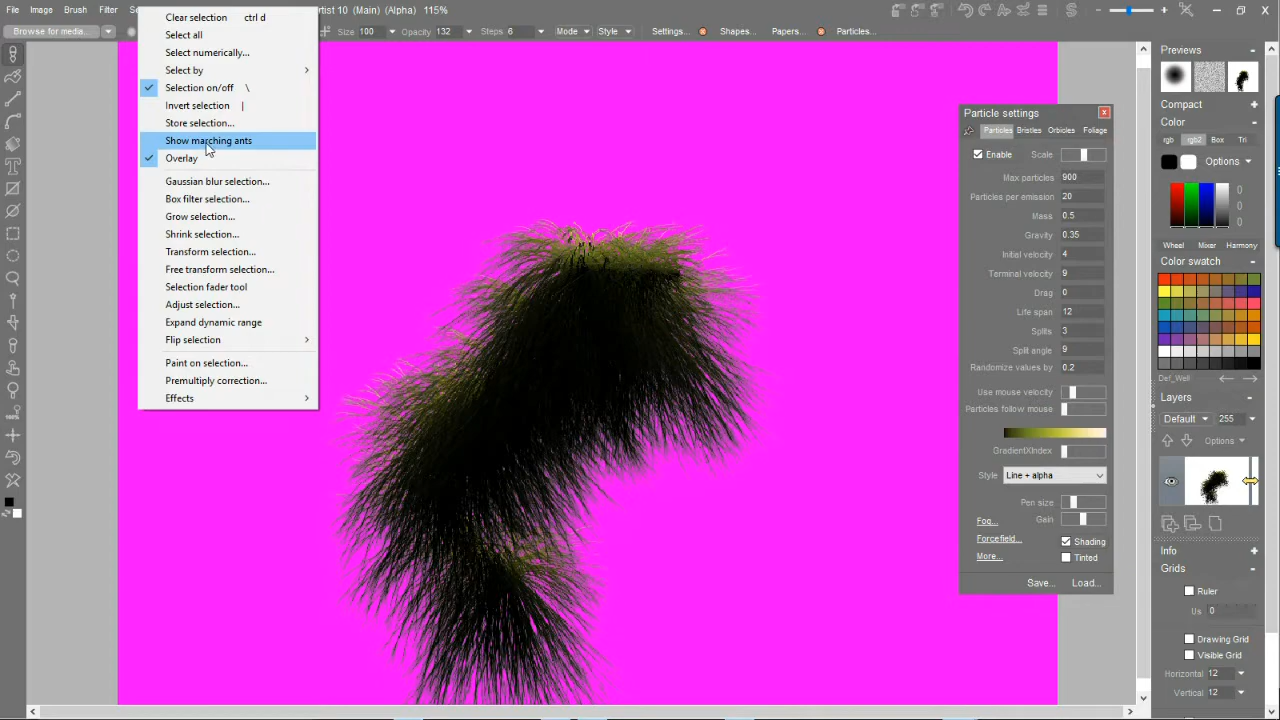 File Image Brush Filter Se
rtist 10 (Main) (Alpha) 115%
Browse for media...
Size 100 Opacity 132 Steps 6 Mode Style Settings... Shapes... Papers... Particles...
Clear selection ctrl d
Select all
Select numerically...
Select by
Selection on/off \
Invert selection |
Store selection...
Show marching ants
Overlay
Gaussian blur selection...
Box filter selection...
Grow selection...
Shrink selection...
Transform selection...
Free transform selection...
Selection fader tool
Adjust selection...
Expand dynamic range
Flip selection
Paint on selection...
Premultiply correction...
Effects
Particle settings x
Particles Bristles Orbicles Foliage
Enable Scale
Max particles 900
Particles per emission 20
Mass 0.5
Gravity 0.35
Initial velocity 4
Terminal velocity 9
Drag 0
Life span 12
Splits 3
Split angle 9
Randomize values by 0.2
Use mouse velocity
Particles follow mouse
GradientXIndex
Style Line + alpha
Pen size
Fog... Gain
Forcefield... Shading
More... Tinted
Save... Load...
Previews
Compact
Color
rgb rgb2 Box Tri
Options
0
0
0
Wheel Mixer Harmony
Color swatch
Def_Well
Layers
Default 255
Options
Info
Grids
Ruler
Us 0
Drawing Grid
Visible Grid
Horizontal 12
Vertical 12